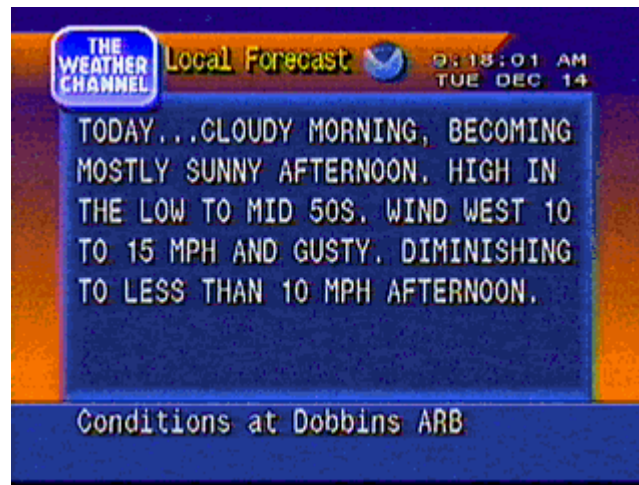 THE
WEATHER
CHANNEL
Local Forecast
9:18:01 AM
TUE DEC 14
TODAY...CLOUDY MORNING, BECOMING
MOSTLY SUNNY AFTERNOON. HIGH IN
THE LOW TO MID 50S. WIND WEST 10
TO 15 MPH AND GUSTY. DIMINISHING
TO LESS THAN 10 MPH AFTERNOON.
Conditions at Dobbins ARB